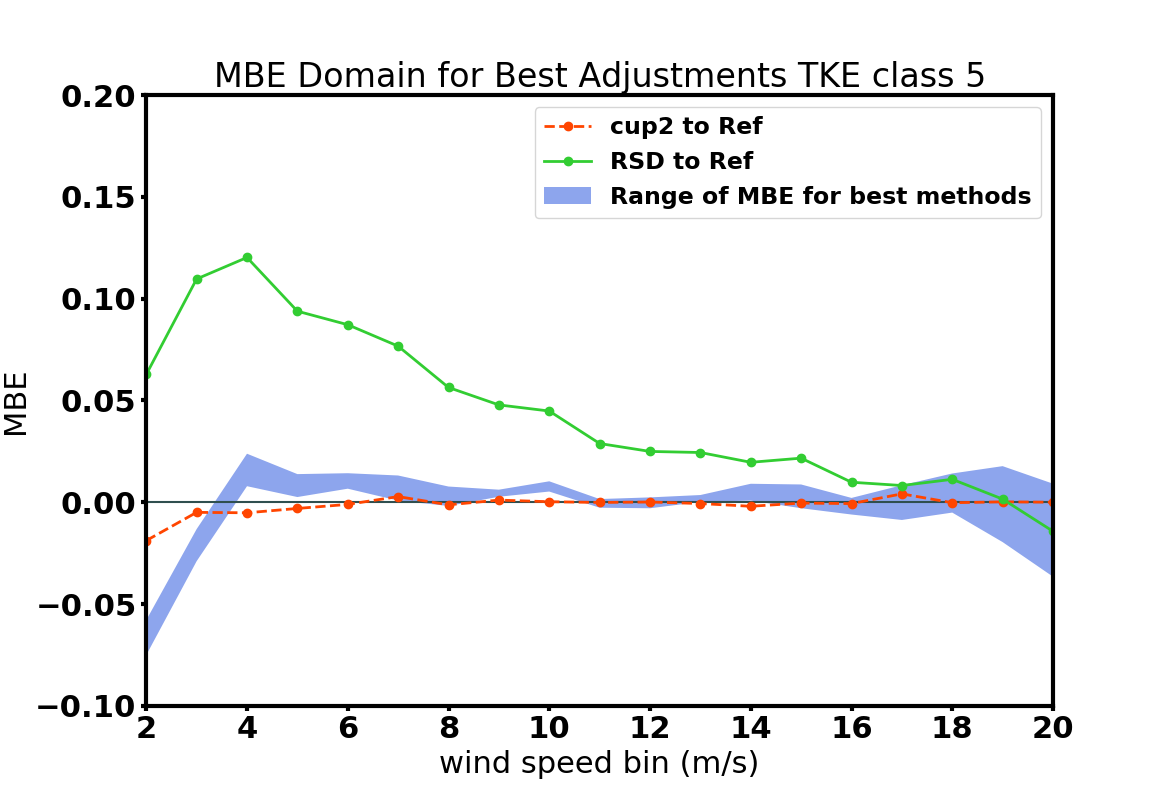 MBE Domain for Best Adjustments TKE class 5
cup2 to Ref
RSD to Ref
Range of MBE for best methods
MBE
0.20
0.15
0.10
0.05
0.00
−0.05
−0.10
2 4 6 8 10 12 14 16 18 20
wind speed bin (m/s)